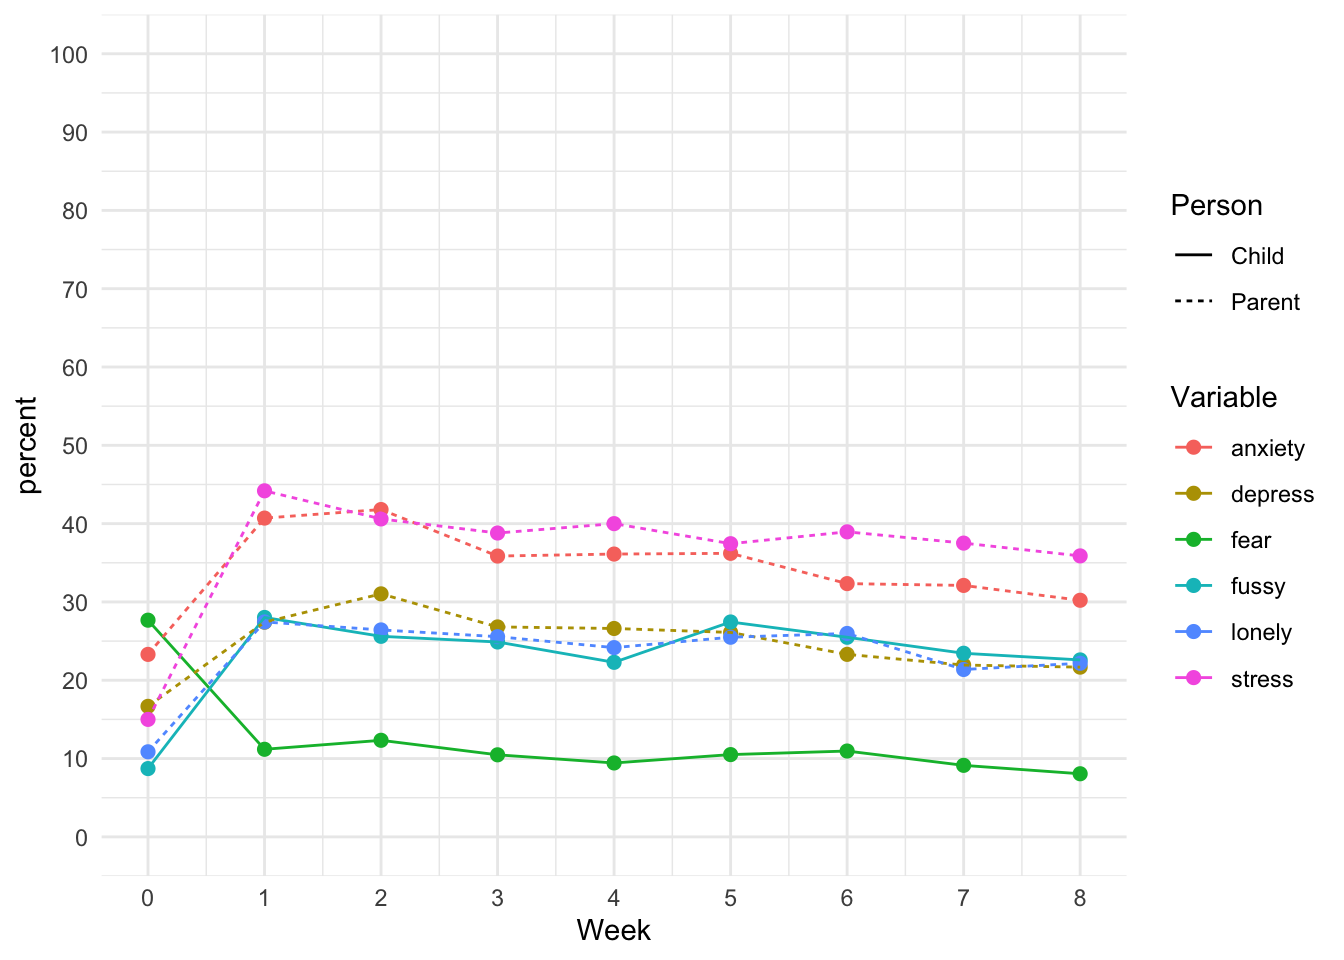 100
90
80
70
60
50
40
30
20
10
0
percent
0 1 2 3 4 5 6 7 8
Week
Person
Child
Parent
Variable
anxiety
depress
fear
fussy
lonely
stress